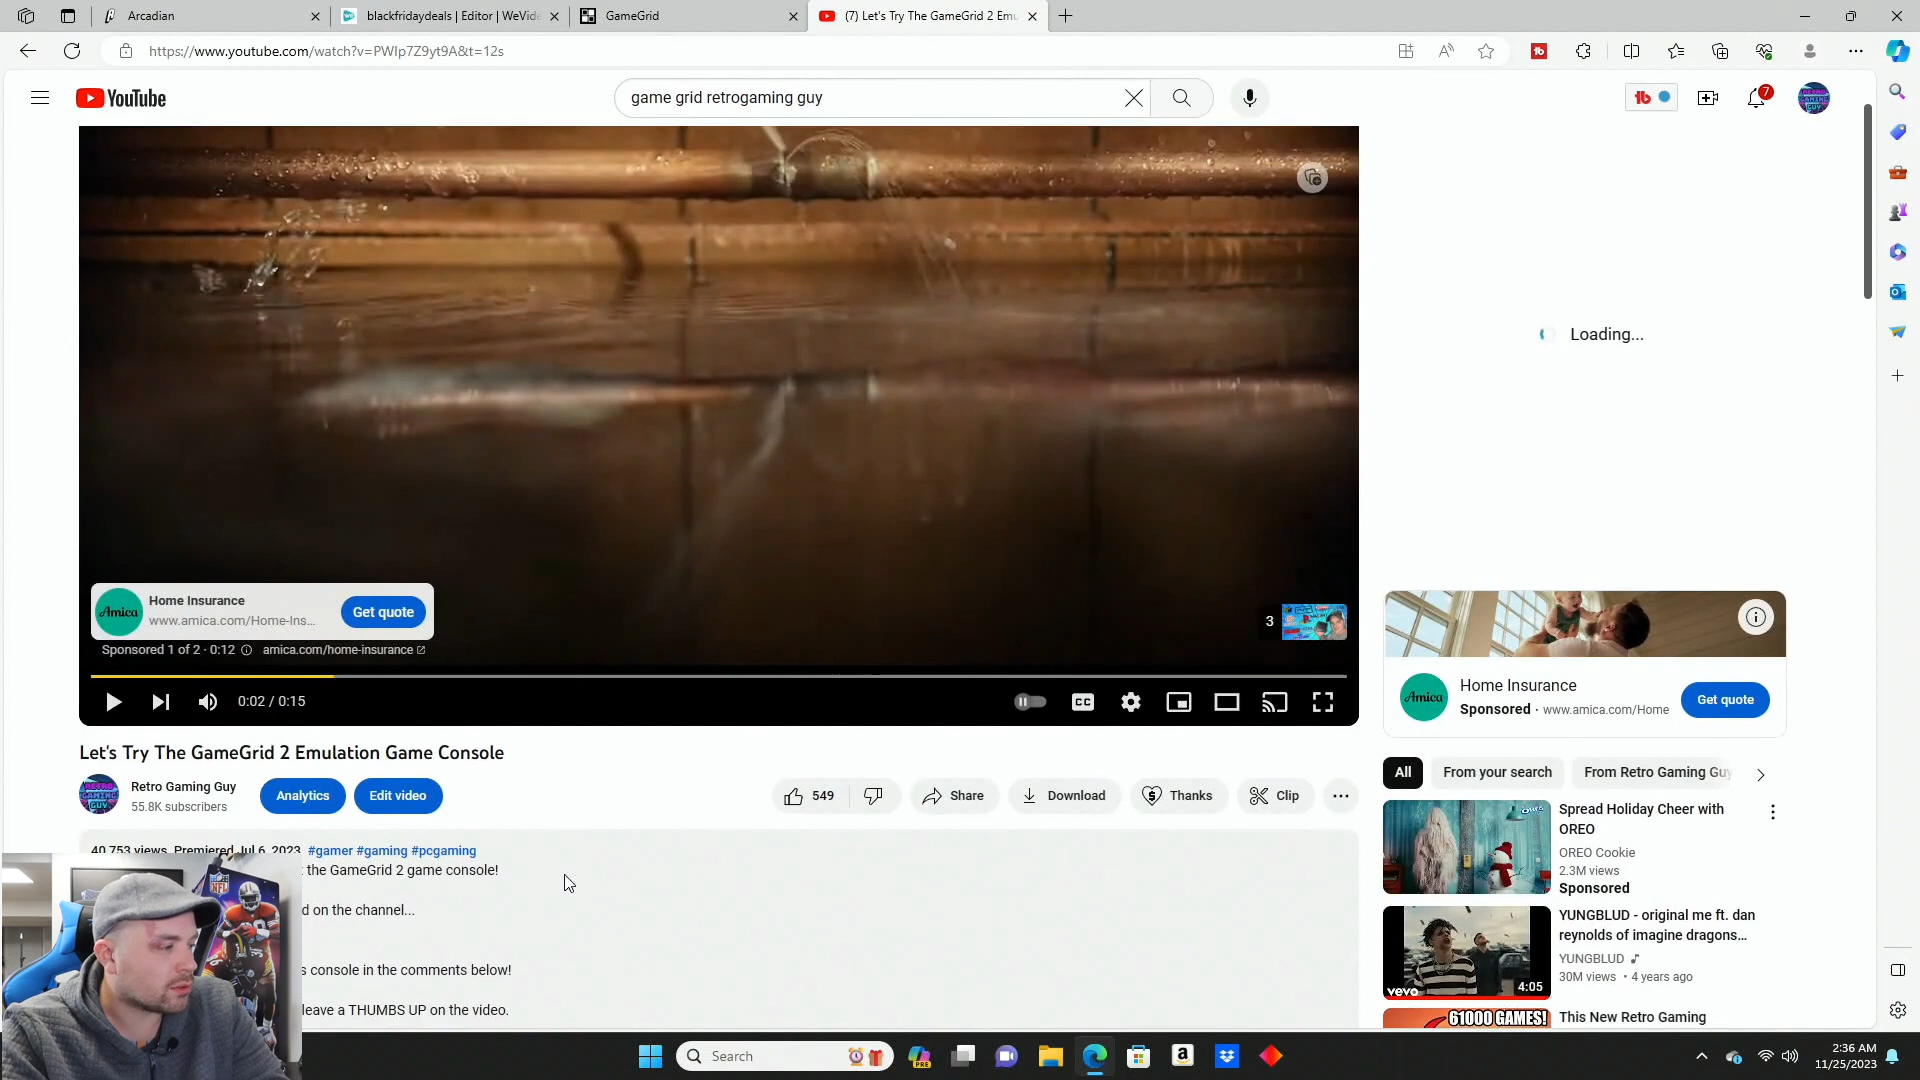 Arcadian
blackfridaydeals | Editor | WeVide
GameGrid
(7) Let's Try The GameGrid 2 Emu
https://www.youtube.com/watch?v=PWIp7Z9yt9A&t=12s
YouTube
game grid retrogaming guy
7
Loading...
Amica
Home Insurance
www.amica.com/Home-Ins...
Get quote
3
Sponsored 1 of 2 · 0:12
amica.com/home-insurance
0:02 / 0:15
CC
Amica
Home Insurance
Sponsored · www.amica.com/Home
Get quote
Let's Try The GameGrid 2 Emulation Game Console
Retro Gaming Guy
55.8K subscribers
Analytics
Edit video
549
Share
Download
Thanks
Clip
All
From your search
From Retro Gaming Guy
40,753 views Premiered Jul 6, 2023 #gamer #gaming #pcgaming
the GameGrid 2 game console!
d on the channel...
s console in the comments below!
leave a THUMBS UP on the video.
Spread Holiday Cheer with
OREO
OREO Cookie
2.3M views
Sponsored
YUNGBLUD - original me ft. dan
reynolds of imagine dragons...
YUNGBLUD
30M views • 4 years ago
vevo
4:05
61000 GAMES!
This New Retro Gaming
NFL
Search
PRE
2:36 AM
11/25/2023